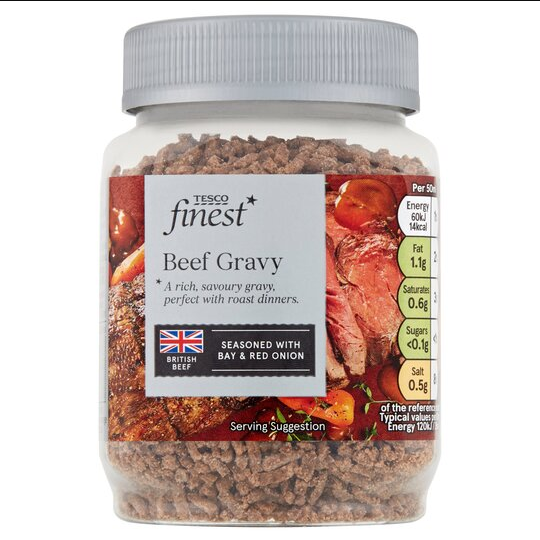 TESCO
finest*
Beef Gravy
*A rich, savoury gravy,
perfect with roast dinners.
BRITISH
BEEF
SEASONED WITH
BAY & RED ONION
Serving Suggestion
Per 50m
Energy
60kJ
14kcal
Fat
1.1g
Saturates
0.6g
Sugars
<0.1g
Salt
0.5g
of the reference
Typical values
Energy 120kJ/